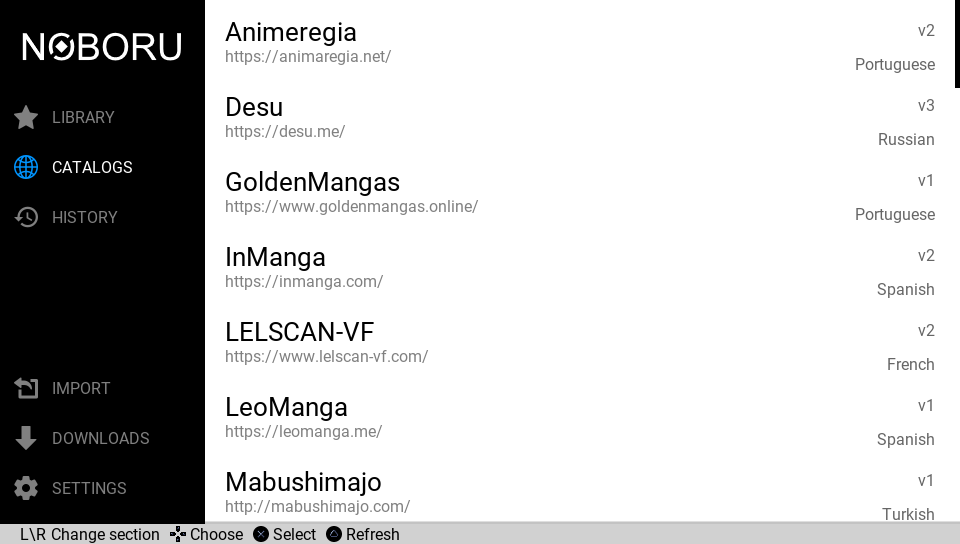 NOBORU
LIBRARY
CATALOGS
HISTORY
IMPORT
DOWNLOADS
SETTINGS
Animeregia
v2
https://animaregia.net/
Portuguese
Desu
v3
https://desu.me/
Russian
GoldenMangas
v1
https://www.goldenmangas.online/
Portuguese
InManga
v2
https://inmanga.com/
Spanish
LELSCAN-VF
v2
https://www.lelscan-vf.com/
French
LeoManga
v1
https://leomanga.me/
Spanish
Mabushimajo
v1
http://mabushimajo.com/
Turkish
L\R Change section Choose Select Refresh